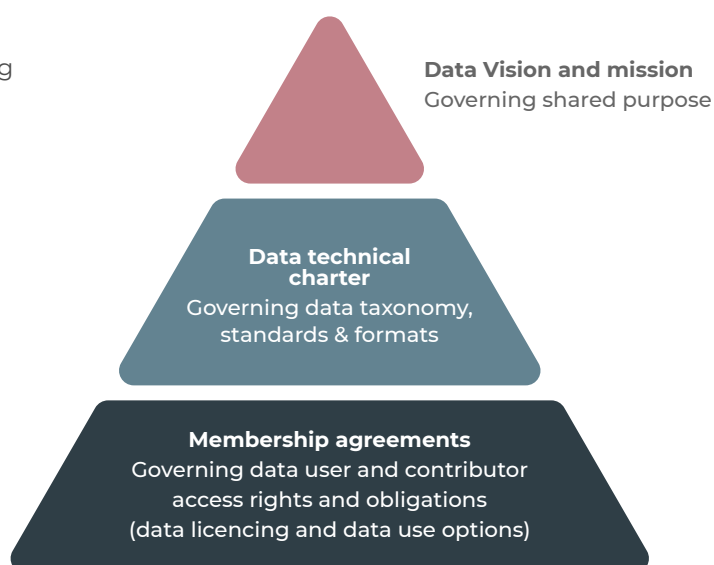 g
Data Vision and mission
Governing shared purpose
Data technical
charter
Governing data taxonomy,
standards & formats
Membership agreements
Governing data user and contributor
access rights and obligations
(data licencing and data use options)